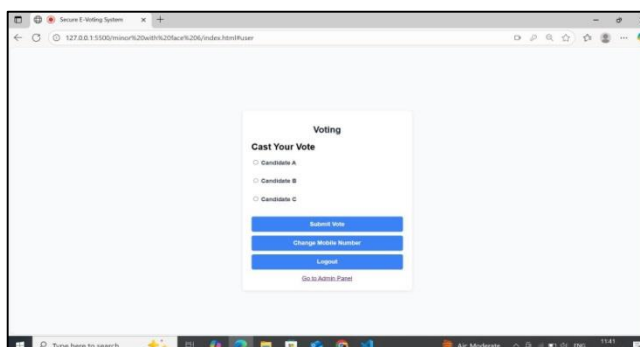 Secure E-Voting System
127.0.0.1:5500/minor%20with%20face%206/index.html#user
Voting
Cast Your Vote
Candidate A
Candidate B
Candidate C
Submit Vote
Change Mobile Number
Logout
Go to Admin Panel
Type here to search
Air: Moderate
ENG
11:41